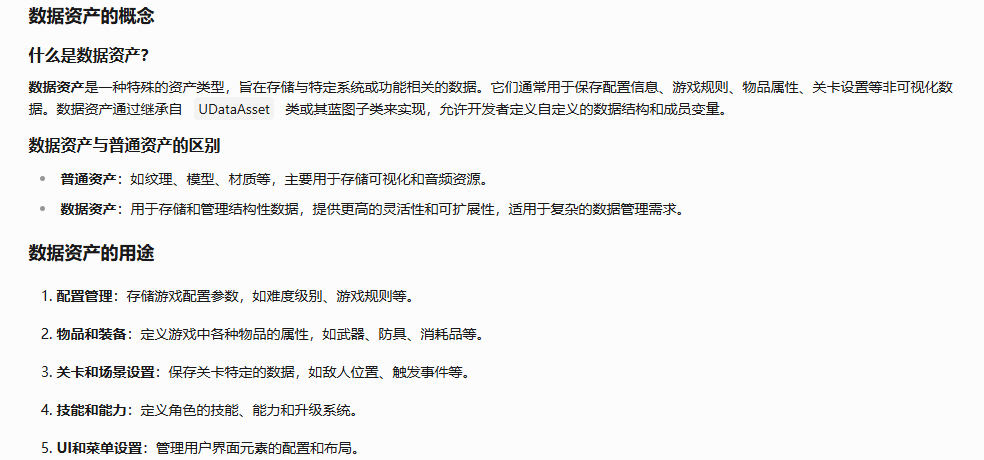 数据资产的概念
什么是数据资产？
数据资产是一种特殊的资产类型，旨在存储与特定系统或功能相关的数据。它们通常用于保存配置信息、游戏规则、物品属性、关卡设置等非可视化数
据。数据资产通过继承自 UDataAsset 类或其蓝图子类来实现，允许开发者定义自定义的数据结构和成员变量。
数据资产与普通资产的区别
• 普通资产：如纹理、模型、材质等，主要用于存储可视化和音频资源。
• 数据资产：用于存储和管理结构性数据，提供更高的灵活性和可扩展性，适用于复杂的数据管理需求。
数据资产的用途
1. 配置管理：存储游戏配置参数，如难度级别、游戏规则等。
2. 物品和装备：定义游戏中各种物品的属性，如武器、防具、消耗品等。
3. 关卡和场景设置：保存关卡特定的数据，如敌人位置、触发事件等。
4. 技能和能力：定义角色的技能、能力和升级系统。
5. UI和菜单设置：管理用户界面元素的配置和布局。